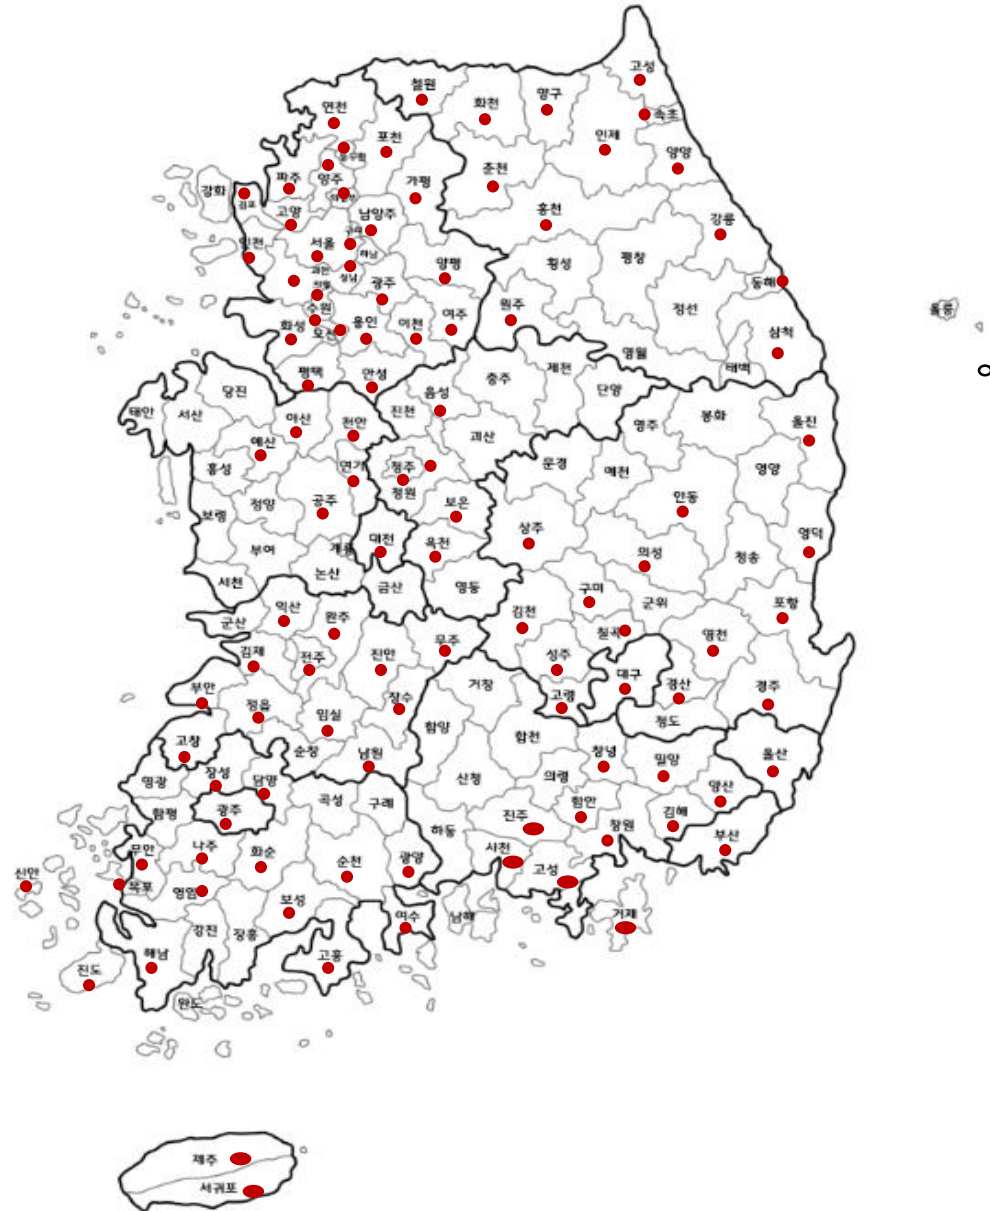 고성
철원
양구
화천
연천
속초
인제
포천
양양
춘천
파주
양주
가평
강화
김포
홍천
고양
남양주
강릉
구리
인천
서울
하남
평창
양평
횡성
과천
성남
광주
동해
의왕
정선
원주
수원
울릉
화성
오산
용인
이천
여주
삼척
영월
제천
태백
평택
안성
충주
단양
당진
음성
태안
서산
진천
봉화
아산
천안
울진
영주
괴산
예산
홍성
연기
청주
문경
예천
영양
청원
안동
정양
공주
보령
보은
상주
영덕
대전
계룡
부여
옥천
의성
청송
논산
서천
금산
영동
구미
군위
포항
익산
김천
군산
완주
칠곡
영천
무주
김제
전주
진안
성주
대구
거창
경산
경주
부안
장수
고령
정읍
임실
청도
함양
합천
고창
순창
남원
창녕
밀양
울산
영광
장성
담양
산청
의령
양산
곡성
구례
함안
함평
광주
진주
김해
창원
하동
부산
나주
무안
화순
사천
순천
광양
고성
신안
목포
영암
보성
여수
남해
거제
강진
장흥
해남
고흥
진도
완도
제주
서귀포